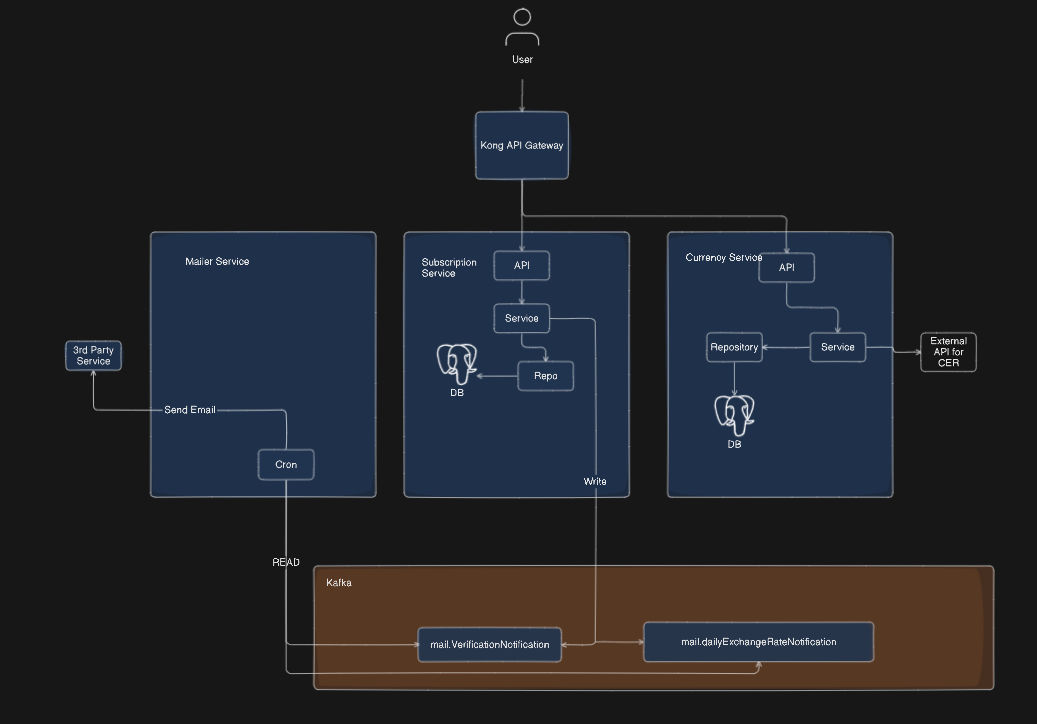 User
Kong API Gateway
Mailer Service
Subscription
Service
API
Currency Service
API
Service
3rd Party
Service
Repository
Service
External
API for
CER
Repo
DB
Send Email
DB
Cron
Write
READ
Kafka
mail.VerificationNotification
mail.dailyExchangeRateNotification